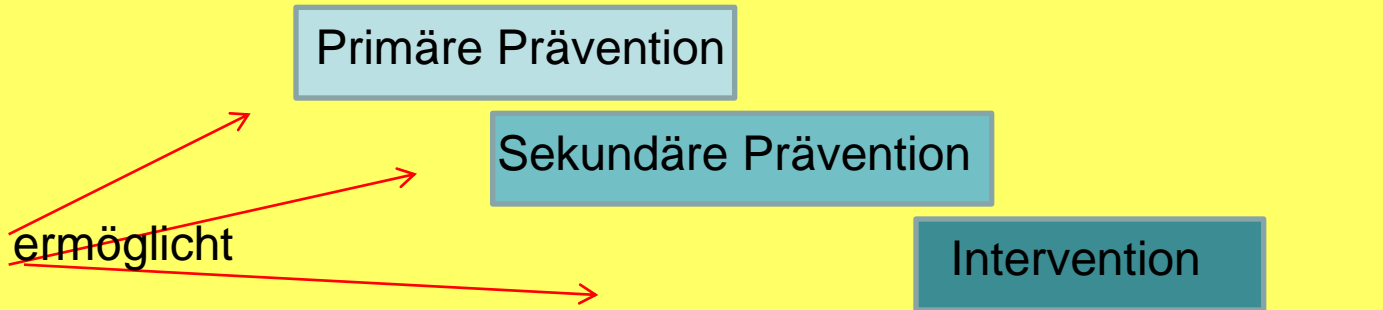 Primäre Prävention
Sekundäre Prävention
ermöglicht
Intervention